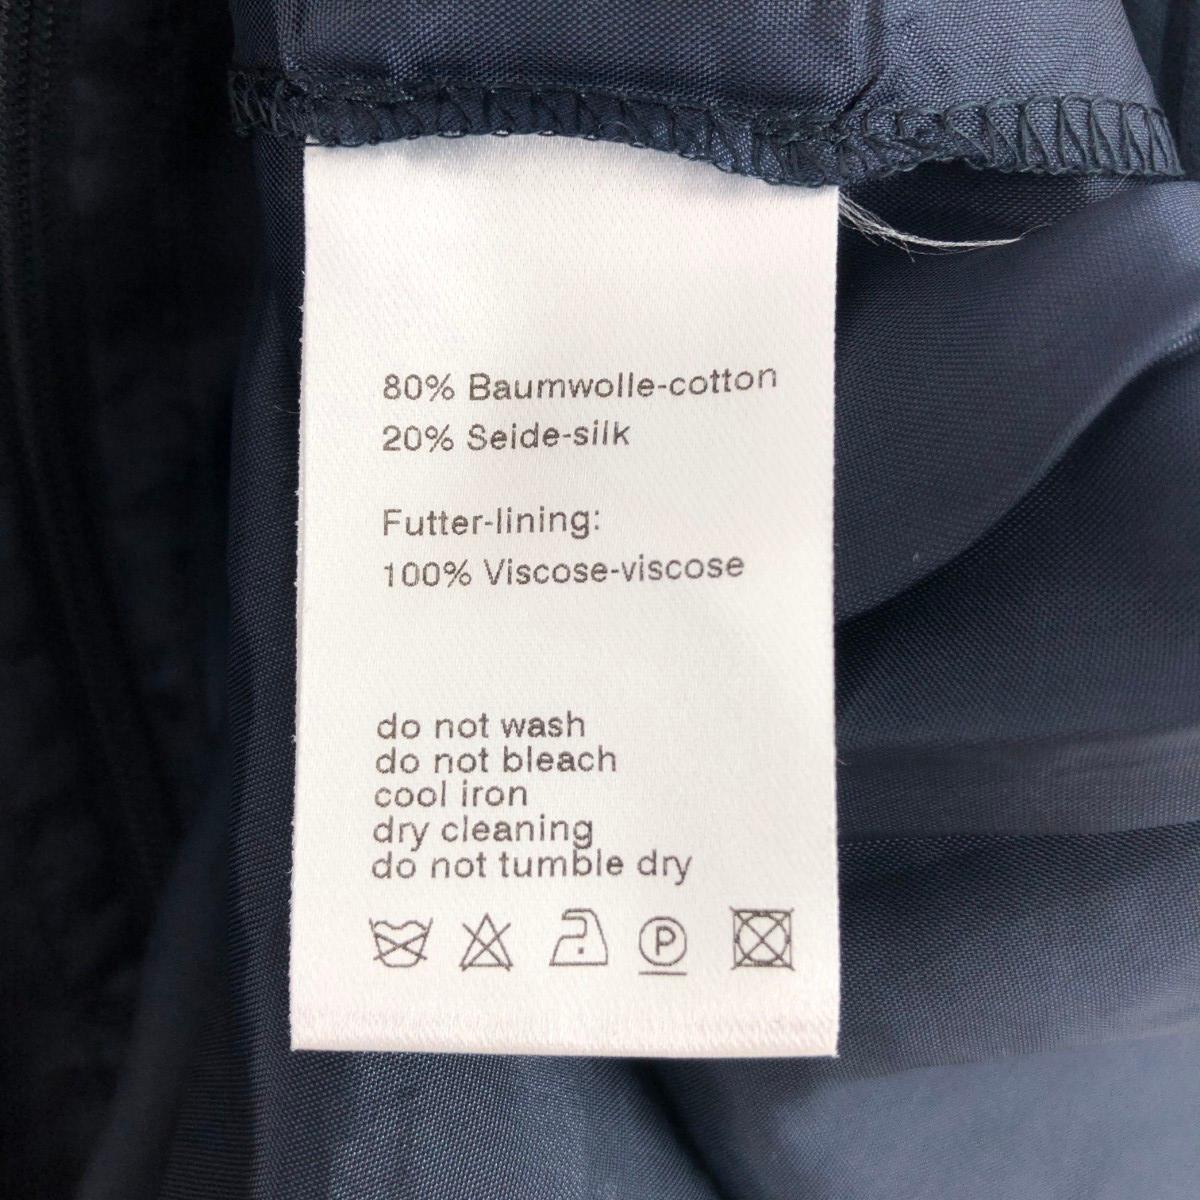 80% Baumwolle-cotton
20% Seide-silk
Futter-lining:
100% Viscose-viscose
do not wash
do not bleach
cool iron
dry cleaning
do not tumble dry
P